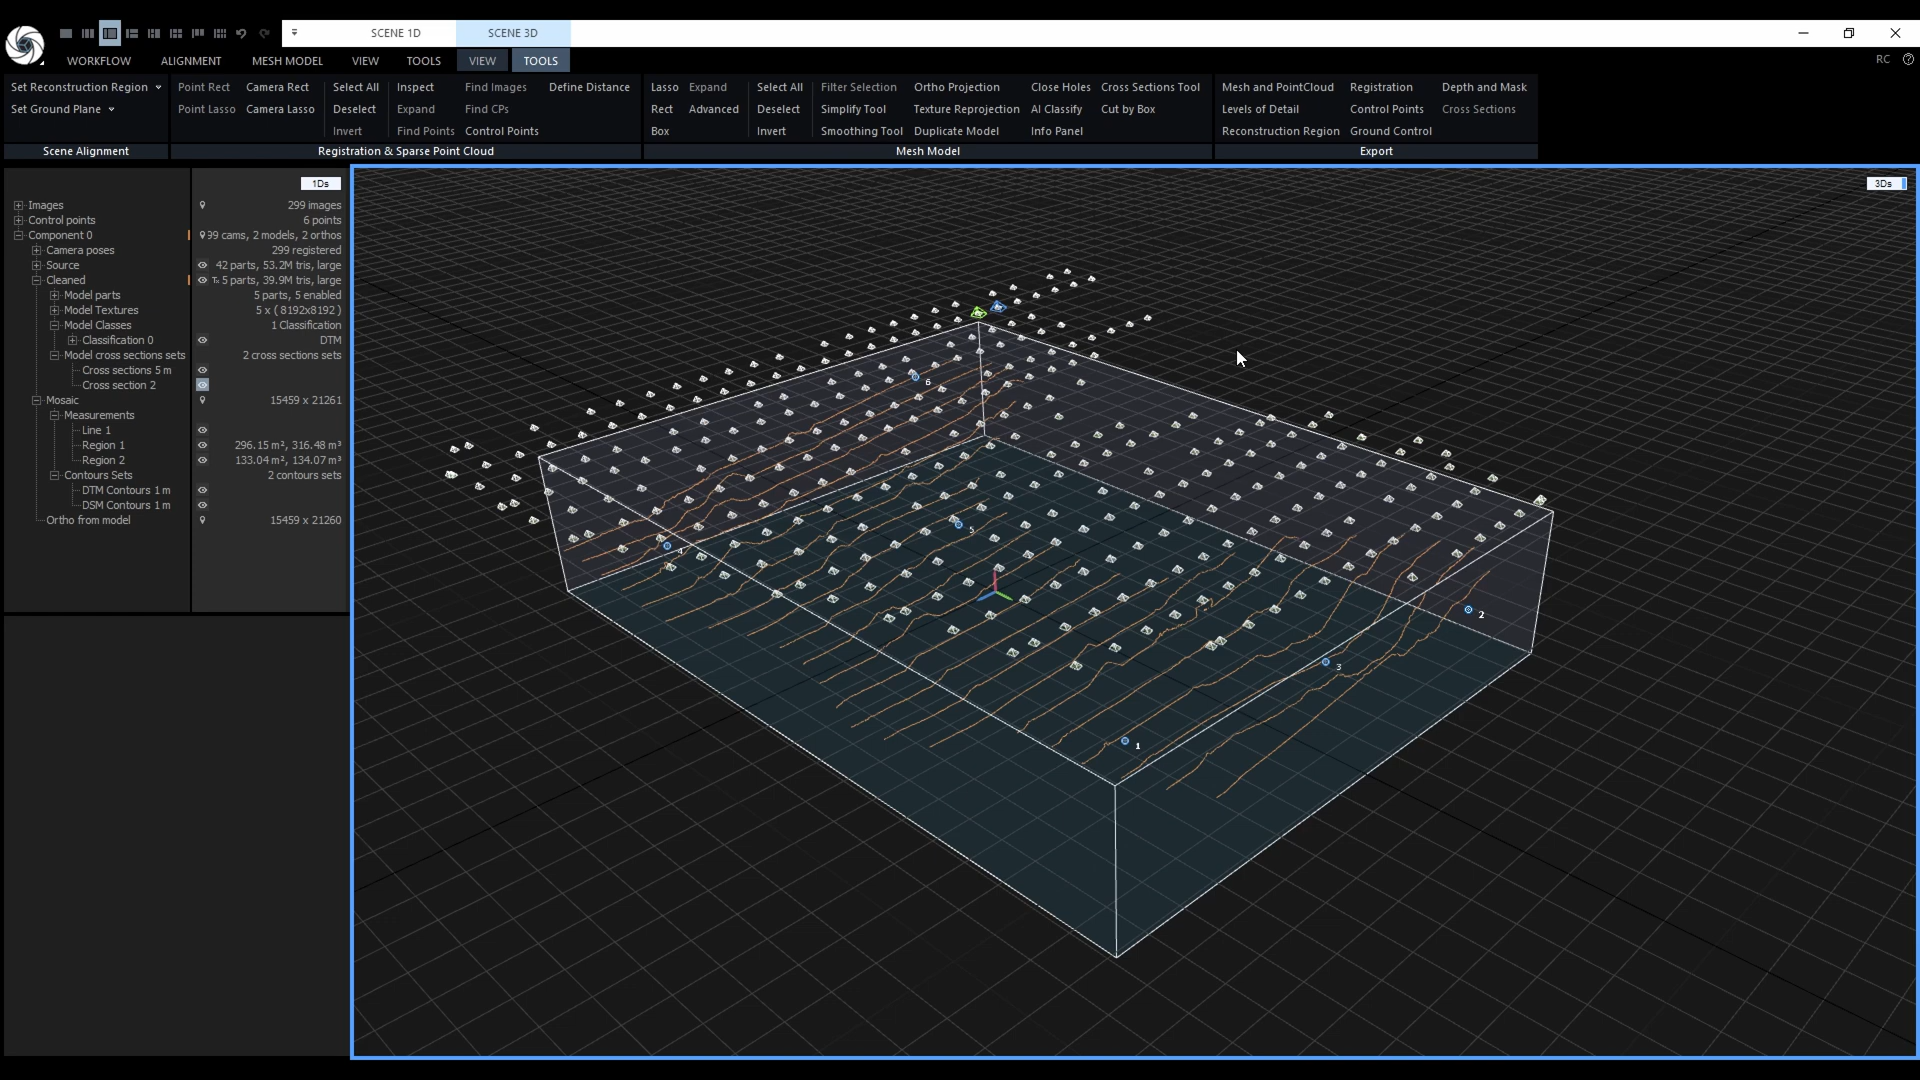 SCENE 1D SCENE 3D
WORKFLOW ALIGNMENT MESH MODEL VIEW TOOLS VIEW TOOLS RC
Set Reconstruction Region Point Rect Camera Rect Select All Inspect Find Images Define Distance Lasso Expand Select All Filter Selection Ortho Projection Close Holes Cross Sections Tool Mesh and PointCloud Registration Depth and Mask
Set Ground Plane Point Lasso Camera Lasso Deselect Expand Find CPs Rect Advanced Deselect Simplify Tool Texture Reprojection AI Classify Cut by Box Levels of Detail Control Points Cross Sections
Invert Find Points Control Points Box Invert Smoothing Tool Duplicate Model Info Panel Reconstruction Region Ground Control
Scene Alignment Registration & Sparse Point Cloud Mesh Model Export
1Ds 3Ds
Images 299 images
Control points 6 points
Component 0 99 cams, 2 models, 2 orthos
Camera poses 299 registered
Source 42 parts, 53.2M tris, large
Cleaned Tx 5 parts, 39.9M tris, large
Model parts 5 parts, 5 enabled
Model Textures 5 x ( 8192x8192 )
Model Classes 1 Classification
Classification 0 DTM
Model cross sections sets 2 cross sections sets
Cross sections 5 m
Cross section 2
Mosaic 15459 x 21261
Measurements
Line 1
Region 1 296.15 m², 316.48 m³
Region 2 133.04 m², 134.07 m³
Contours Sets 2 contours sets
DTM Contours 1 m
DSM Contours 1 m
Ortho from model 15459 x 21260
6
5
4
2
3
1